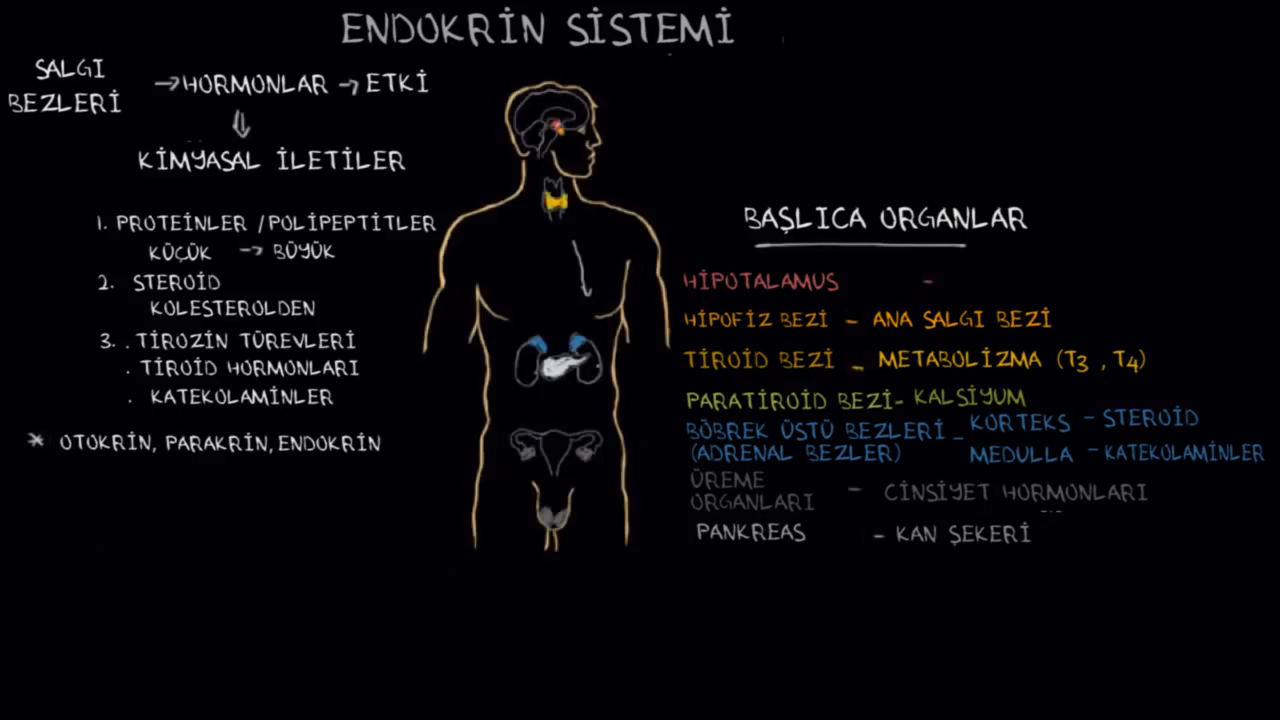 ENDOKRİN SİSTEMİ
SALGI
BEZLERİ
→ HORMONLAR → ETKİ
KİMYASAL İLETİLER
1. PROTEİNLER / POLİPEPTİTLER
KÜÇÜK → BÜYÜK
2. STEROİD
KOLESTEROLDEN
3. . TİROZİN TÜREVLERİ
. TİROİD HORMONLARI
. KATEKOLAMİNLER
* OTOKRİN, PARAKRİN, ENDOKRİN
BAŞLICA ORGANLAR
HİPOTALAMUS -
HİPOFİZ BEZİ - ANA SALGI BEZİ
TİROİD BEZİ - METABOLİZMA (T3 , T4)
PARATİROİD BEZİ - KALSİYUM
BÖBREK ÜSTÜ BEZLERİ - KORTEKS - STEROİD
(ADRENAL BEZLER) MEDULLA - KATEKOLAMİNLER
ÜREME
ORGANLARI - CİNSİYET HORMONLARI
PANKREAS - KAN ŞEKERİ